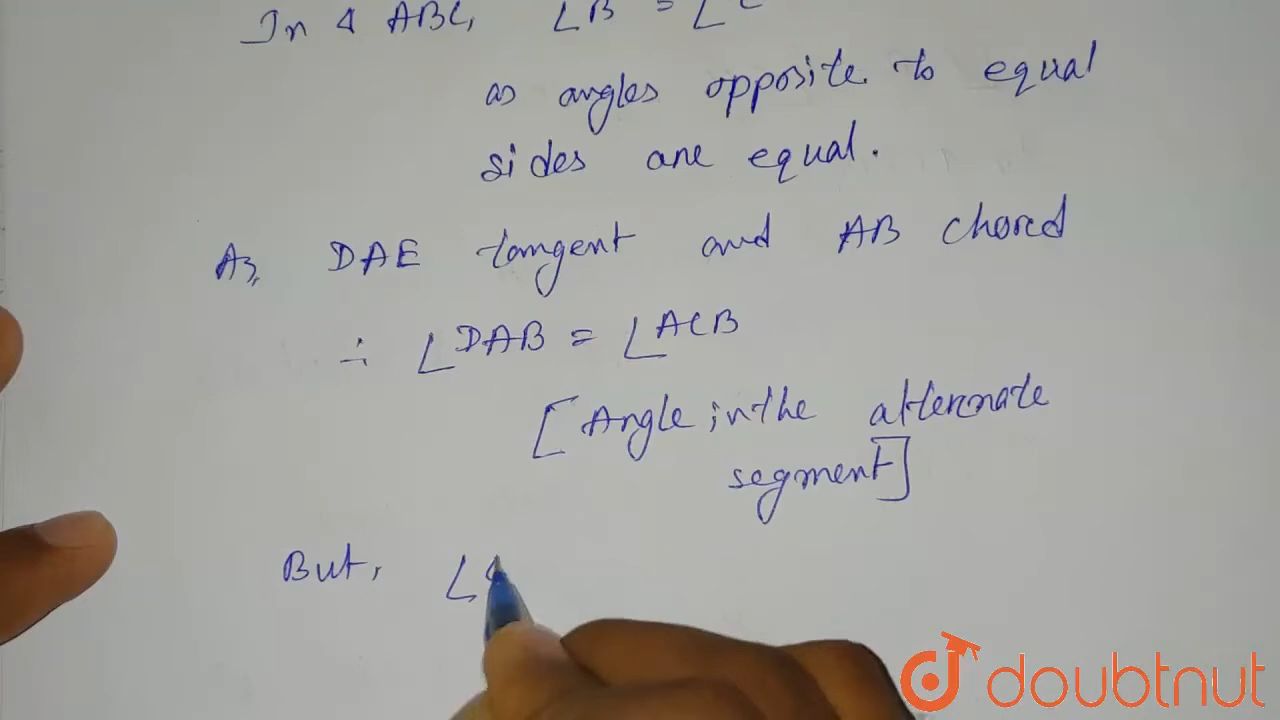 In Δ ABC, ∠B = ∠C
as angles opposite to equal
sides are equal.
As, DAE tangent and AB chored
∴ ∠DAB = ∠ACB
[Angle in the alternate
segment]
But, ∠
doubtnut